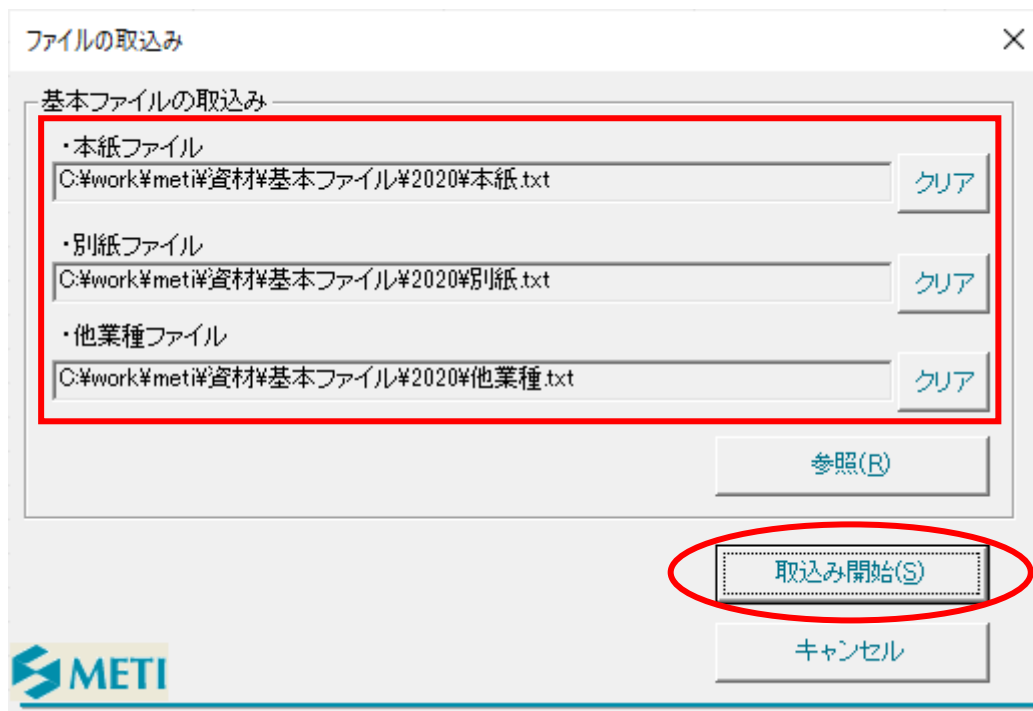 ファイルの取込み
基本ファイルの取込み
・本紙ファイル
C:¥work¥meti¥資材¥基本ファイル¥2020¥本紙.txt
クリア
・別紙ファイル
C:¥work¥meti¥資材¥基本ファイル¥2020¥別紙.txt
クリア
・他業種ファイル
C:¥work¥meti¥資材¥基本ファイル¥2020¥他業種.txt
クリア
参照(R)
取込み開始(S)
キャンセル
METI